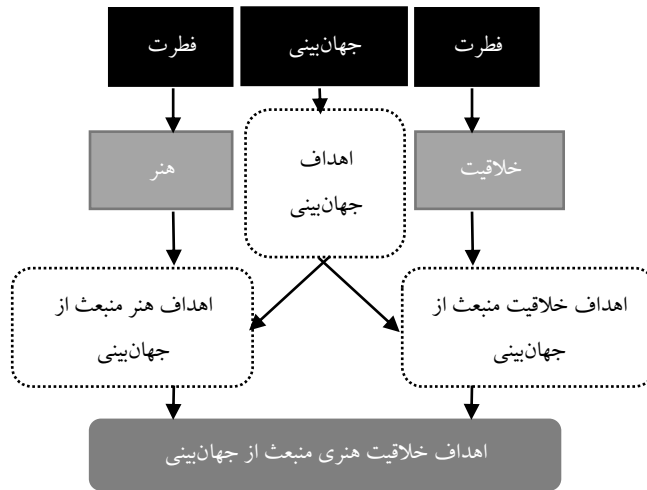 فطرت
جهان‌بینی
فطرت
خلاقیت
اهداف
جهان‌بینی
هنر
اهداف خلاقیت منبعث از
جهان‌بینی
اهداف هنر منبعث از
جهان‌بینی
اهداف خلاقیت هنری منبعث از جهان‌بینی